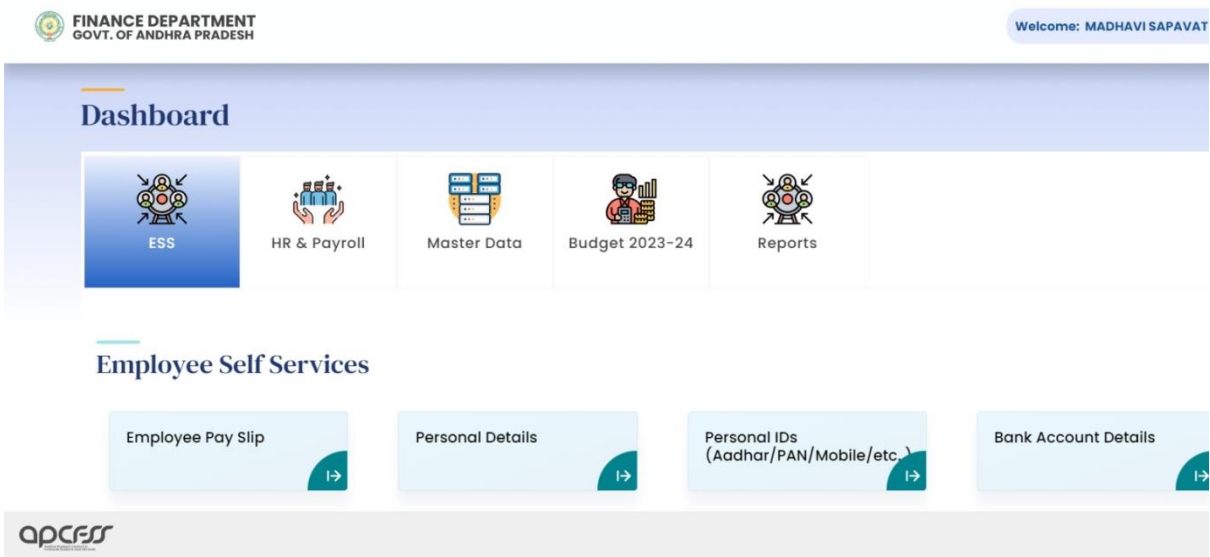 FINANCE DEPARTMENT
GOVT. OF ANDHRA PRADESH
Welcome: MADHAVI SAPAVAT
Dashboard
ESS
HR & Payroll
Master Data
Budget 2023-24
Reports
Employee Self Services
Employee Pay Slip
Personal Details
Personal IDs
(Aadhar/PAN/Mobile/etc.,)
Bank Account Details
apcfss